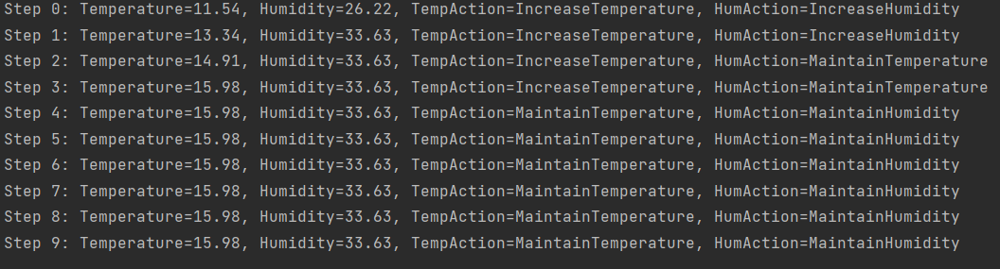 Step 0: Temperature=11.54, Humidity=26.22, TempAction=IncreaseTemperature, HumAction=IncreaseHumidity
Step 1: Temperature=13.34, Humidity=33.63, TempAction=IncreaseTemperature, HumAction=IncreaseHumidity
Step 2: Temperature=14.91, Humidity=33.63, TempAction=IncreaseTemperature, HumAction=MaintainTemperature
Step 3: Temperature=15.98, Humidity=33.63, TempAction=IncreaseTemperature, HumAction=MaintainTemperature
Step 4: Temperature=15.98, Humidity=33.63, TempAction=MaintainTemperature, HumAction=MaintainHumidity
Step 5: Temperature=15.98, Humidity=33.63, TempAction=MaintainTemperature, HumAction=MaintainHumidity
Step 6: Temperature=15.98, Humidity=33.63, TempAction=MaintainTemperature, HumAction=MaintainHumidity
Step 7: Temperature=15.98, Humidity=33.63, TempAction=MaintainTemperature, HumAction=MaintainHumidity
Step 8: Temperature=15.98, Humidity=33.63, TempAction=MaintainTemperature, HumAction=MaintainHumidity
Step 9: Temperature=15.98, Humidity=33.63, TempAction=MaintainTemperature, HumAction=MaintainHumidity